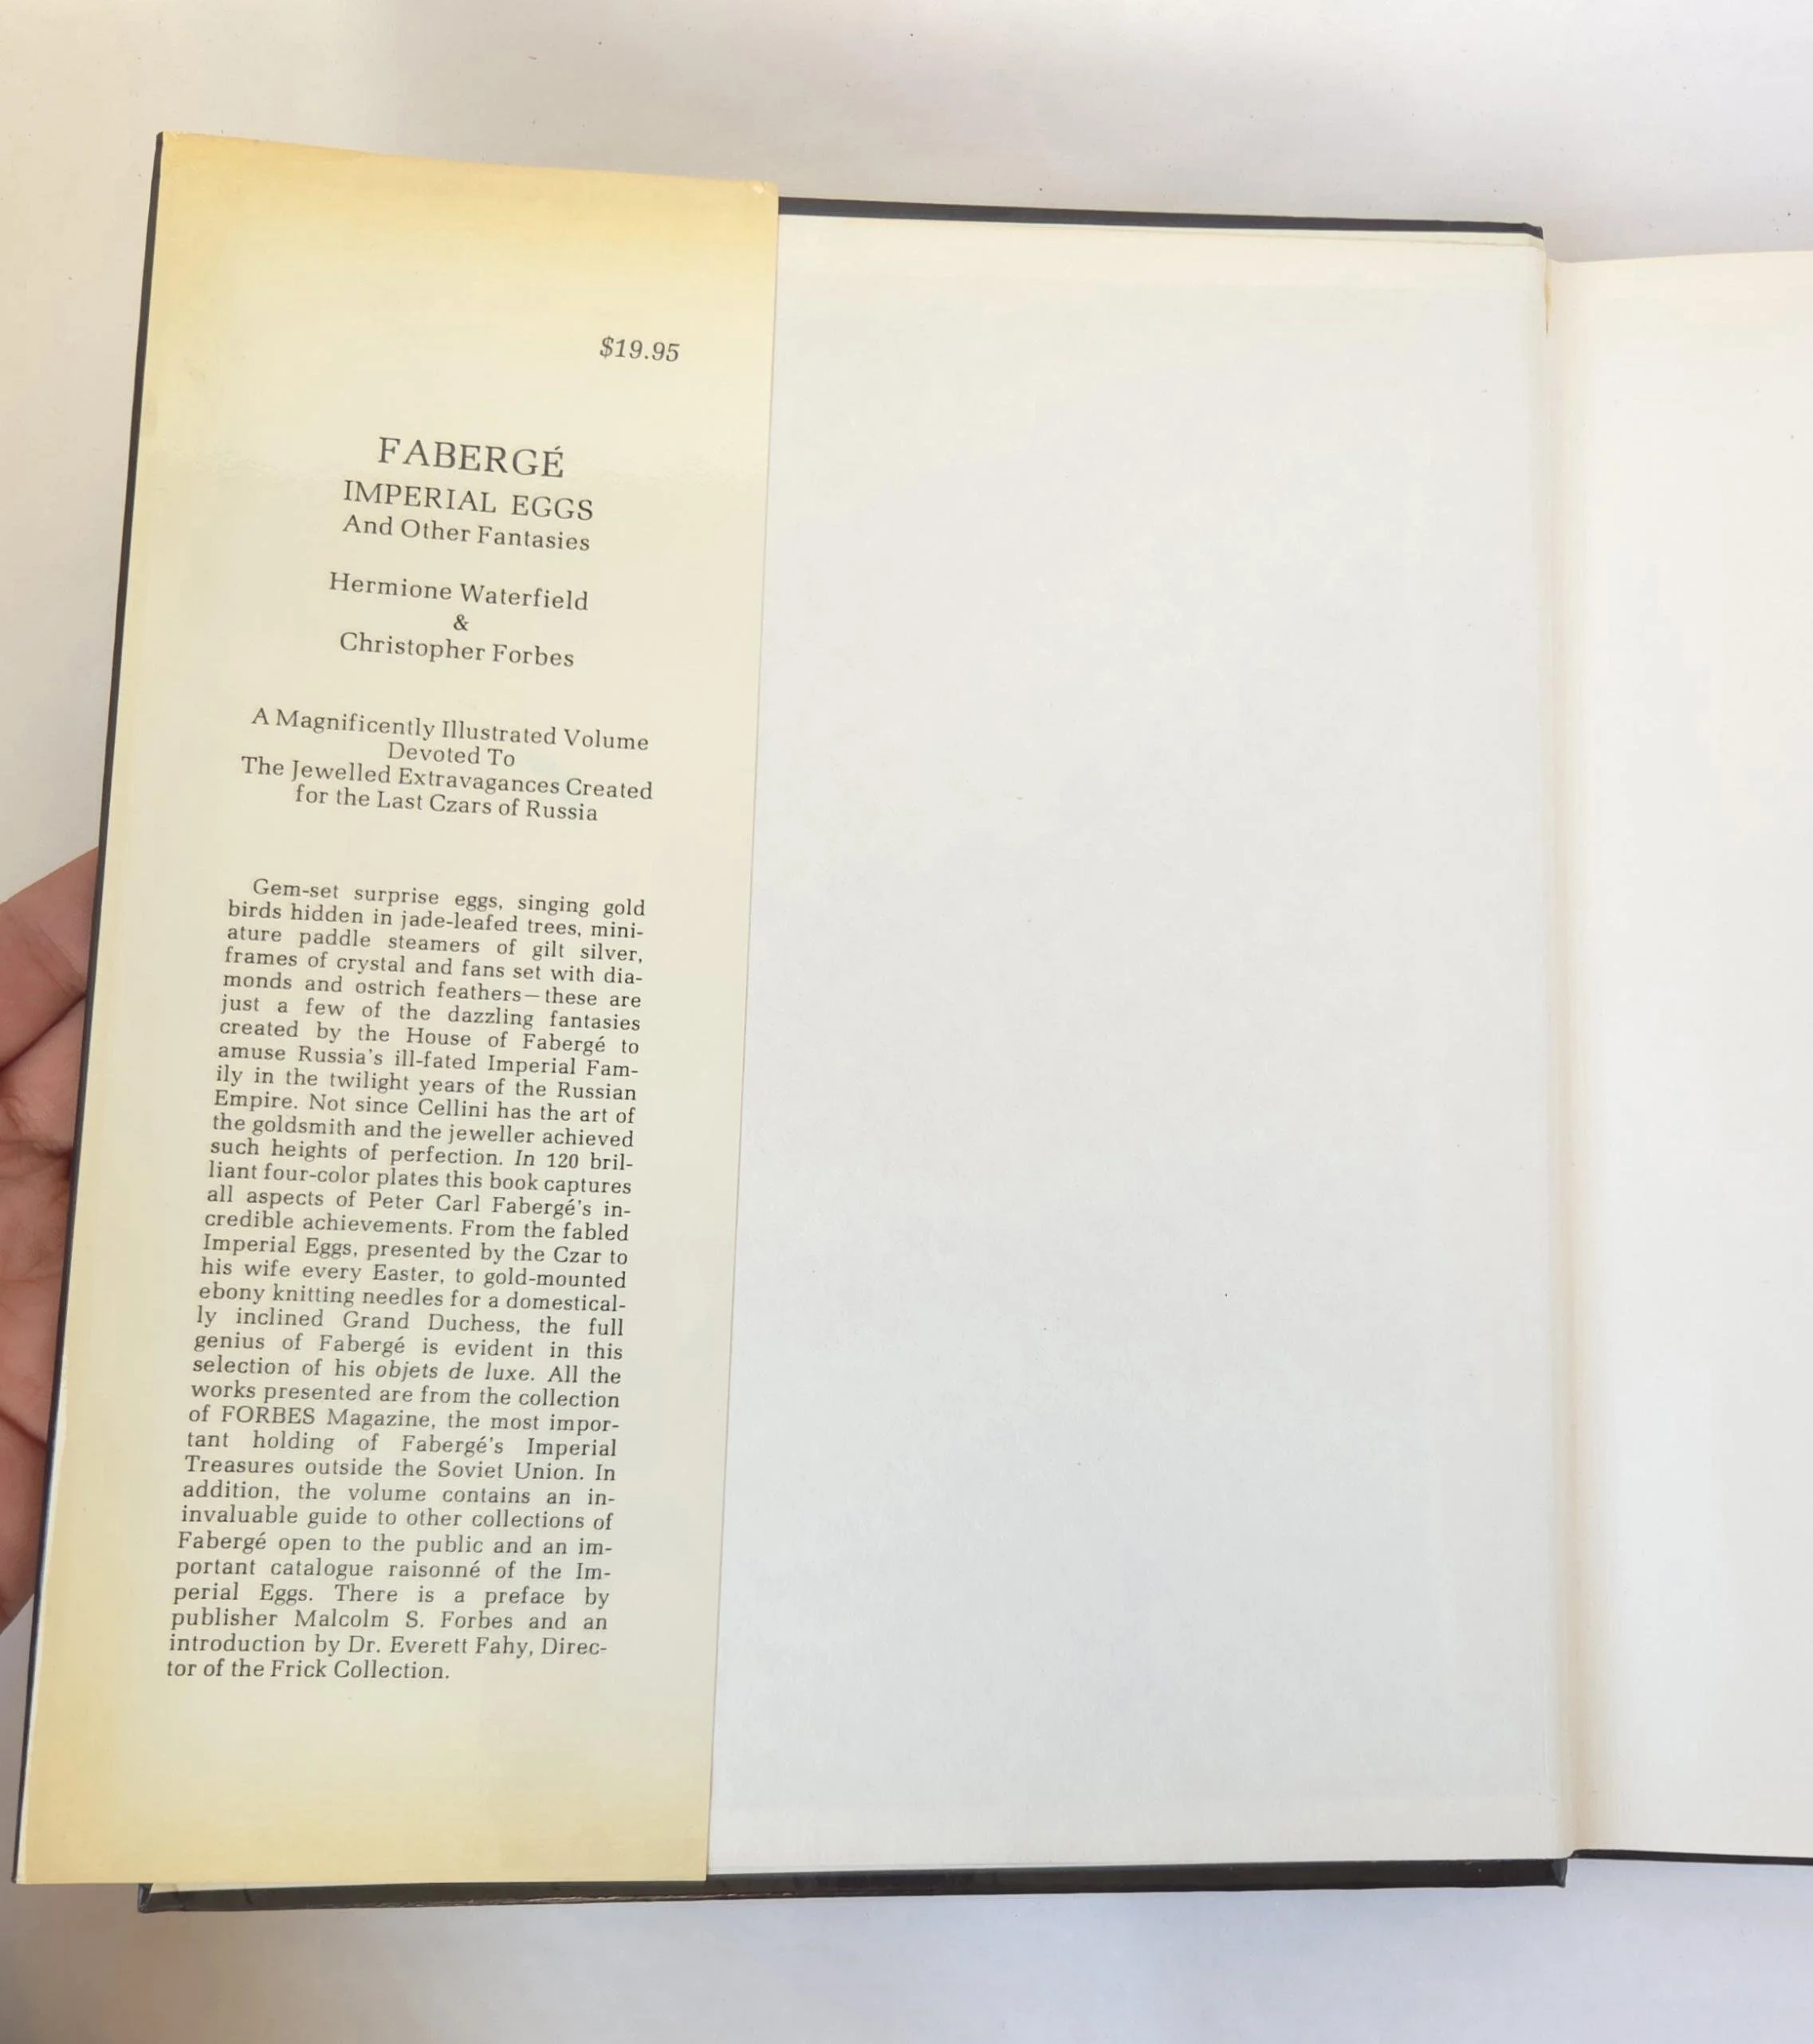 $19.95
FABERGÉ
IMPERIAL EGGS
And Other Fantasies
Hermione Waterfield
&
Christopher Forbes
A Magnificently Illustrated Volume
Devoted To
The Jewelled Extravagances Created
for the Last Czars of Russia
Gem-set surprise eggs, singing gold
birds hidden in jade-leafed trees, mini-
ature paddle steamers of gilt silver,
frames of crystal and fans set with dia-
monds and ostrich feathers—these are
just a few of the dazzling fantasies
created by the House of Fabergé to
amuse Russia's ill-fated Imperial Fam-
ily in the twilight years of the Russian
Empire. Not since Cellini has the art of
the goldsmith and the jeweller achieved
such heights of perfection. In 120 bril-
liant four-color plates this book captures
all aspects of Peter Carl Fabergé's in-
credible achievements. From the fabled
Imperial Eggs, presented by the Czar to
his wife every Easter, to gold-mounted
ebony knitting needles for a domestical-
ly inclined Grand Duchess, the full
genius of Fabergé is evident in this
selection of his objets de luxe. All the
works presented are from the collection
of FORBES Magazine, the most impor-
tant holding of Fabergé's Imperial
Treasures outside the Soviet Union. In
addition, the volume contains an in-
invaluable guide to other collections of
Fabergé open to the public and an im-
portant catalogue raisonné of the Im-
perial Eggs. There is a preface by
publisher Malcolm S. Forbes and an
introduction by Dr. Everett Fahy, Direc-
tor of the Frick Collection.